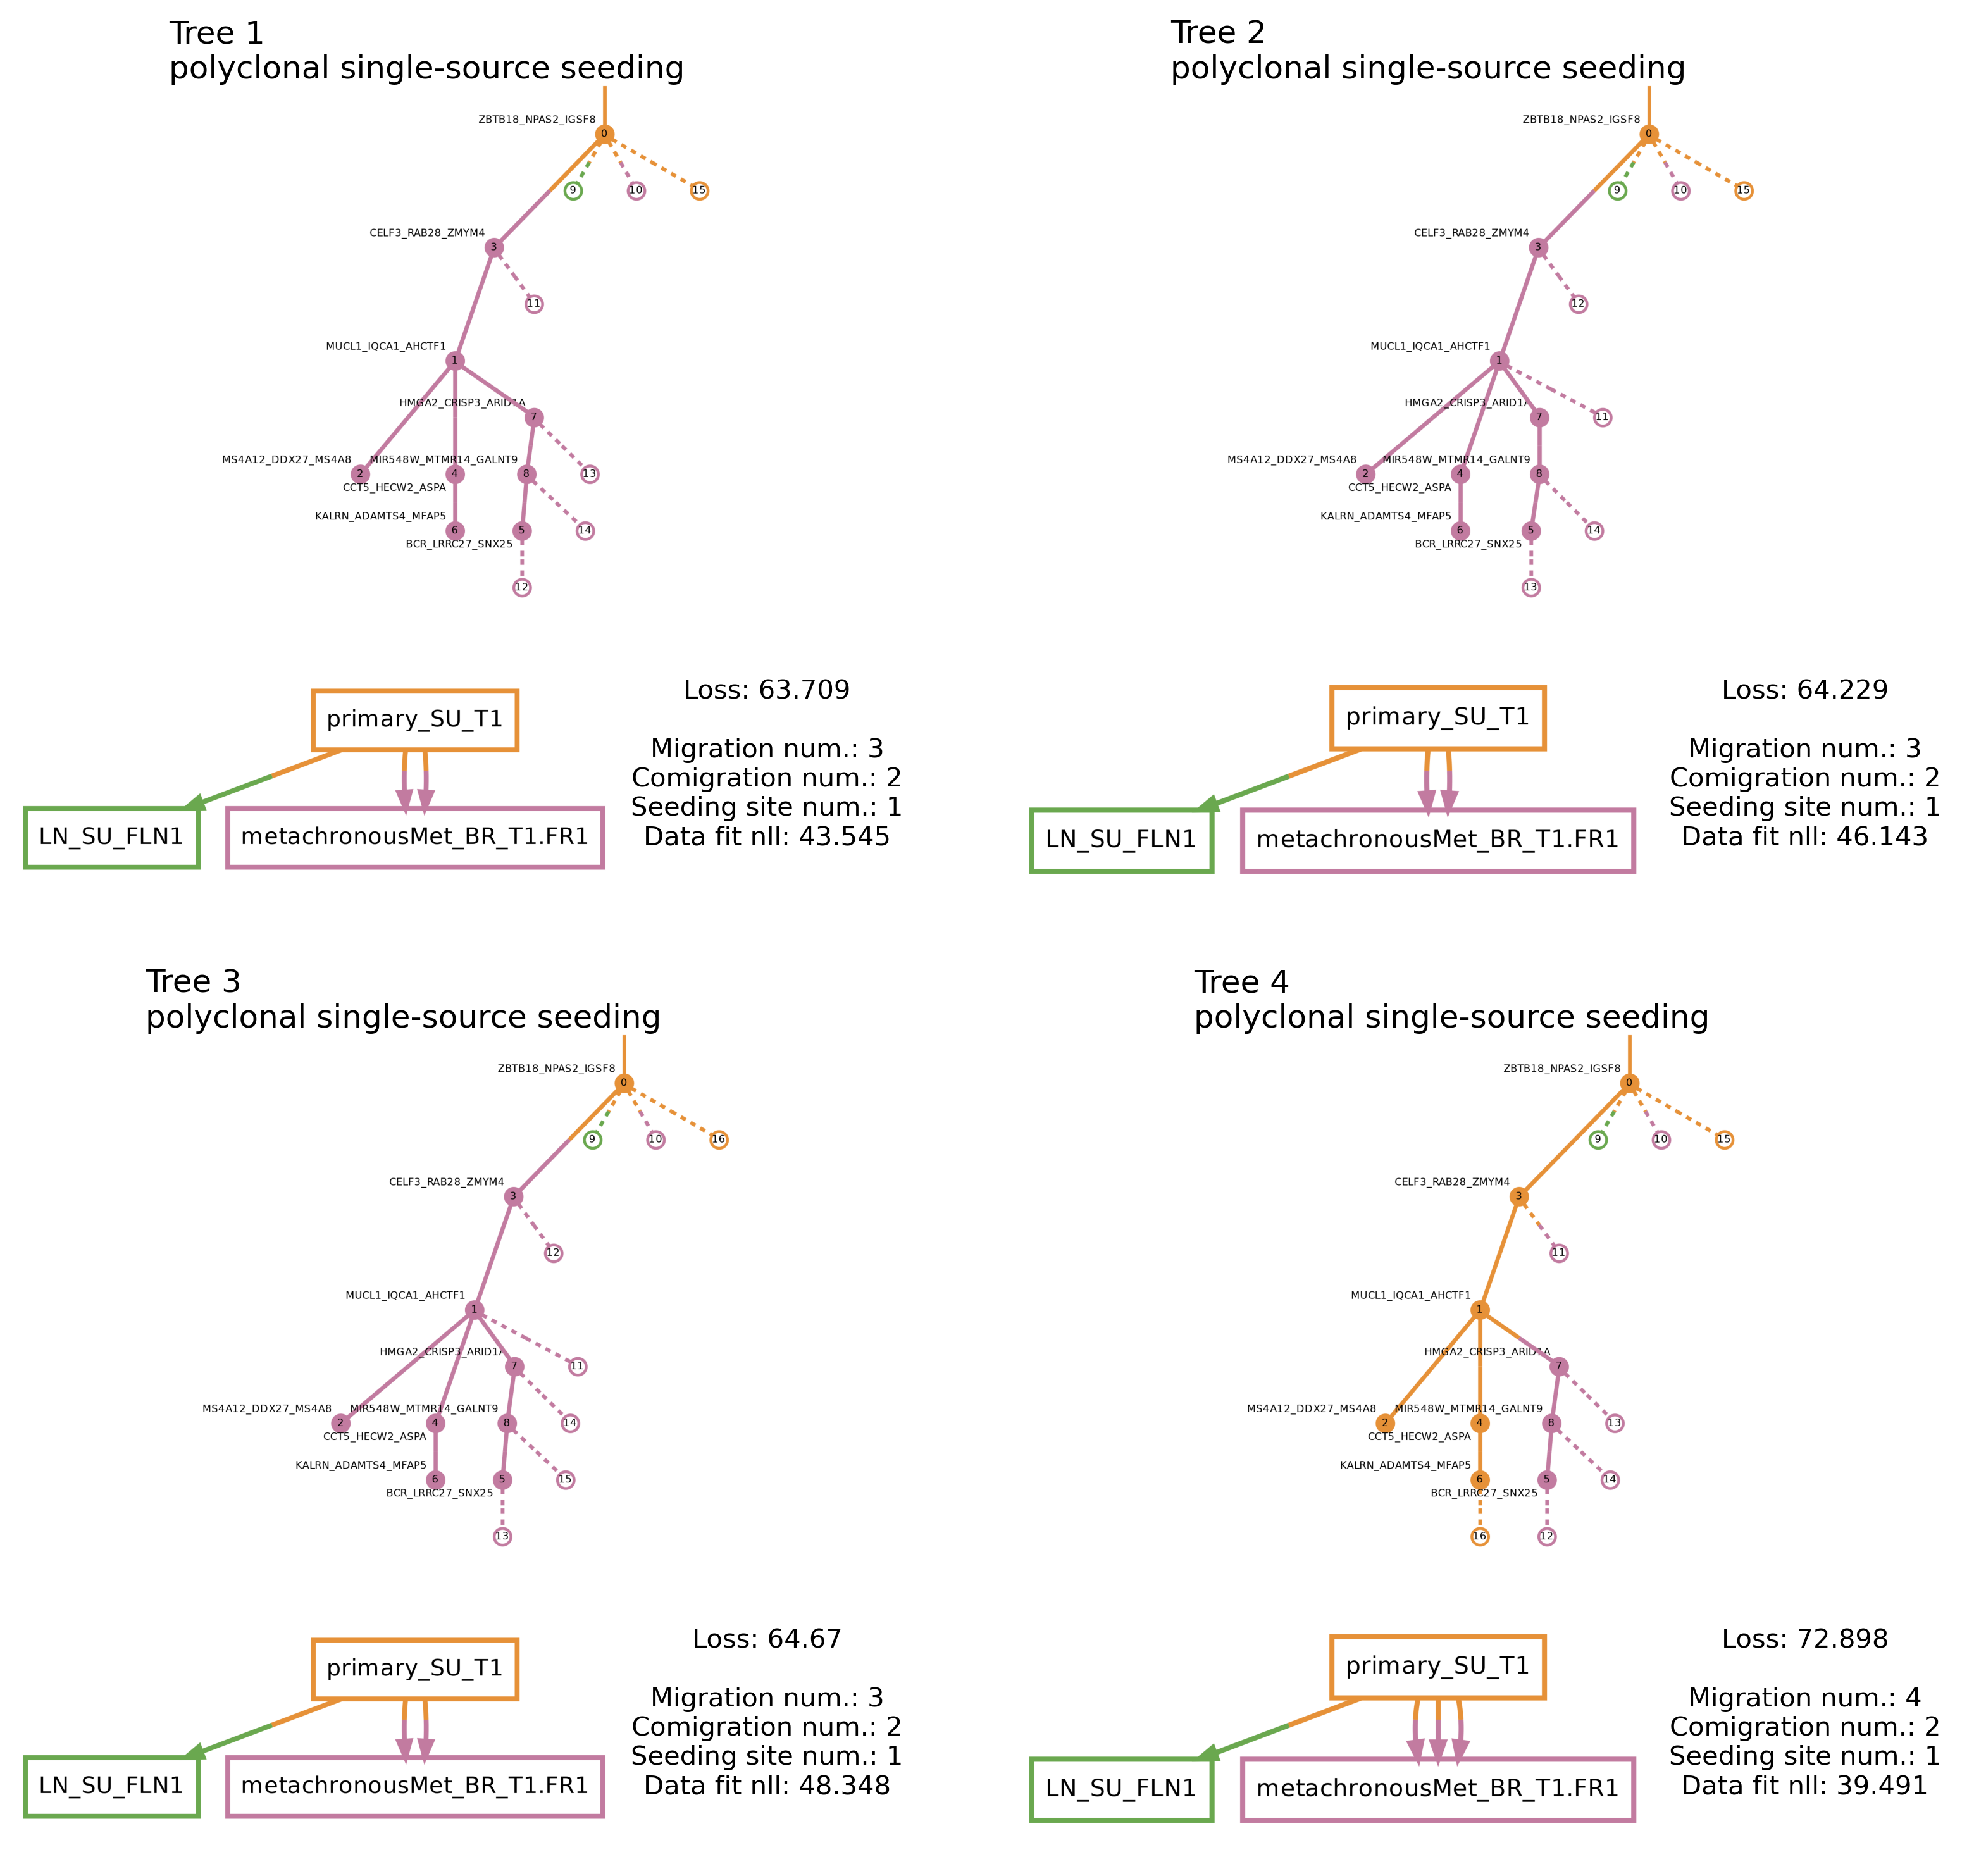 Tree 1
polyclonal single-source seeding
ZBTB18_NPAS2_IGSF8
0
9
10
15
CELF3_RAB28_ZMYM4
3
11
MUCL1_IQCA1_AHCTF1
1
HMGA2_CRISP3_ARID1A
7
MS4A12_DDX27_MS4A8
2
MIR548W_MTMR14_GALNT9
4
8
13
CCT5_HECW2_ASPA
KALRN_ADAMTS4_MFAP5
6
5
14
BCR_LRRC27_SNX25
12
primary_SU_T1
LN_SU_FLN1
metachronousMet_BR_T1.FR1
Loss: 63.709
Migration num.: 3
Comigration num.: 2
Seeding site num.: 1
Data fit nll: 43.545
Tree 2
polyclonal single-source seeding
ZBTB18_NPAS2_IGSF8
0
9
10
15
CELF3_RAB28_ZMYM4
3
12
MUCL1_IQCA1_AHCTF1
1
HMGA2_CRISP3_ARID1A
7
11
MS4A12_DDX27_MS4A8
2
MIR548W_MTMR14_GALNT9
4
8
CCT5_HECW2_ASPA
KALRN_ADAMTS4_MFAP5
6
5
14
BCR_LRRC27_SNX25
13
primary_SU_T1
LN_SU_FLN1
metachronousMet_BR_T1.FR1
Loss: 64.229
Migration num.: 3
Comigration num.: 2
Seeding site num.: 1
Data fit nll: 46.143
Tree 3
polyclonal single-source seeding
ZBTB18_NPAS2_IGSF8
0
9
10
16
CELF3_RAB28_ZMYM4
3
12
MUCL1_IQCA1_AHCTF1
1
HMGA2_CRISP3_ARID1A
7
11
MS4A12_DDX27_MS4A8
2
MIR548W_MTMR14_GALNT9
4
8
14
CCT5_HECW2_ASPA
KALRN_ADAMTS4_MFAP5
6
5
15
BCR_LRRC27_SNX25
13
primary_SU_T1
LN_SU_FLN1
metachronousMet_BR_T1.FR1
Loss: 64.67
Migration num.: 3
Comigration num.: 2
Seeding site num.: 1
Data fit nll: 48.348
Tree 4
polyclonal single-source seeding
ZBTB18_NPAS2_IGSF8
0
9
10
15
CELF3_RAB28_ZMYM4
3
11
MUCL1_IQCA1_AHCTF1
1
HMGA2_CRISP3_ARID1A
7
MS4A12_DDX27_MS4A8
2
MIR548W_MTMR14_GALNT9
4
8
13
CCT5_HECW2_ASPA
KALRN_ADAMTS4_MFAP5
6
5
14
BCR_LRRC27_SNX25
16
12
primary_SU_T1
LN_SU_FLN1
metachronousMet_BR_T1.FR1
Loss: 72.898
Migration num.: 4
Comigration num.: 2
Seeding site num.: 1
Data fit nll: 39.491